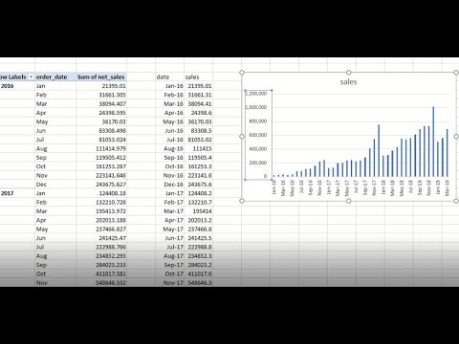 ow Labels order_date Sum of net_sales date sales
2016 Jan 21395.01 Jan-16 21395.01
Feb 31661.305 Feb-16 31661.31
Mar 38094.407 Mar-16 38094.41
Apr 24398.595 Apr-16 24398.6
May 36170.03 May-16 36170.03
Jun 83308.498 Jun-16 83308.5
Jul 81053.024 Jul-16 81053.02
Aug 111414.979 Aug-16 111415
Sep 119505.412 Sep-16 119505.4
Oct 161253.287 Oct-16 161253.3
Nov 223141.646 Nov-16 223141.6
Dec 243675.627 Dec-16 243675.6
2017 Jan 124408.18 Jan-17 124408.2
Feb 132210.728 Feb-17 132210.7
Mar 195413.972 Mar-17 195414
Apr 202013.188 Apr-17 202013.2
May 237466.827 May-17 237466.8
Jun 241425.47 Jun-17 241425.5
Jul 222988.766 Jul-17 222988.8
Aug 234852.293 Aug-17 234852.3
Sep 284023.233 Sep-17 284023.2
Oct 411017.581 Oct-17 411017.6
Nov 548646.332 Nov-17 548646.3
sales
1,200,000
1,000,000
800,000
600,000
400,000
200,000
0